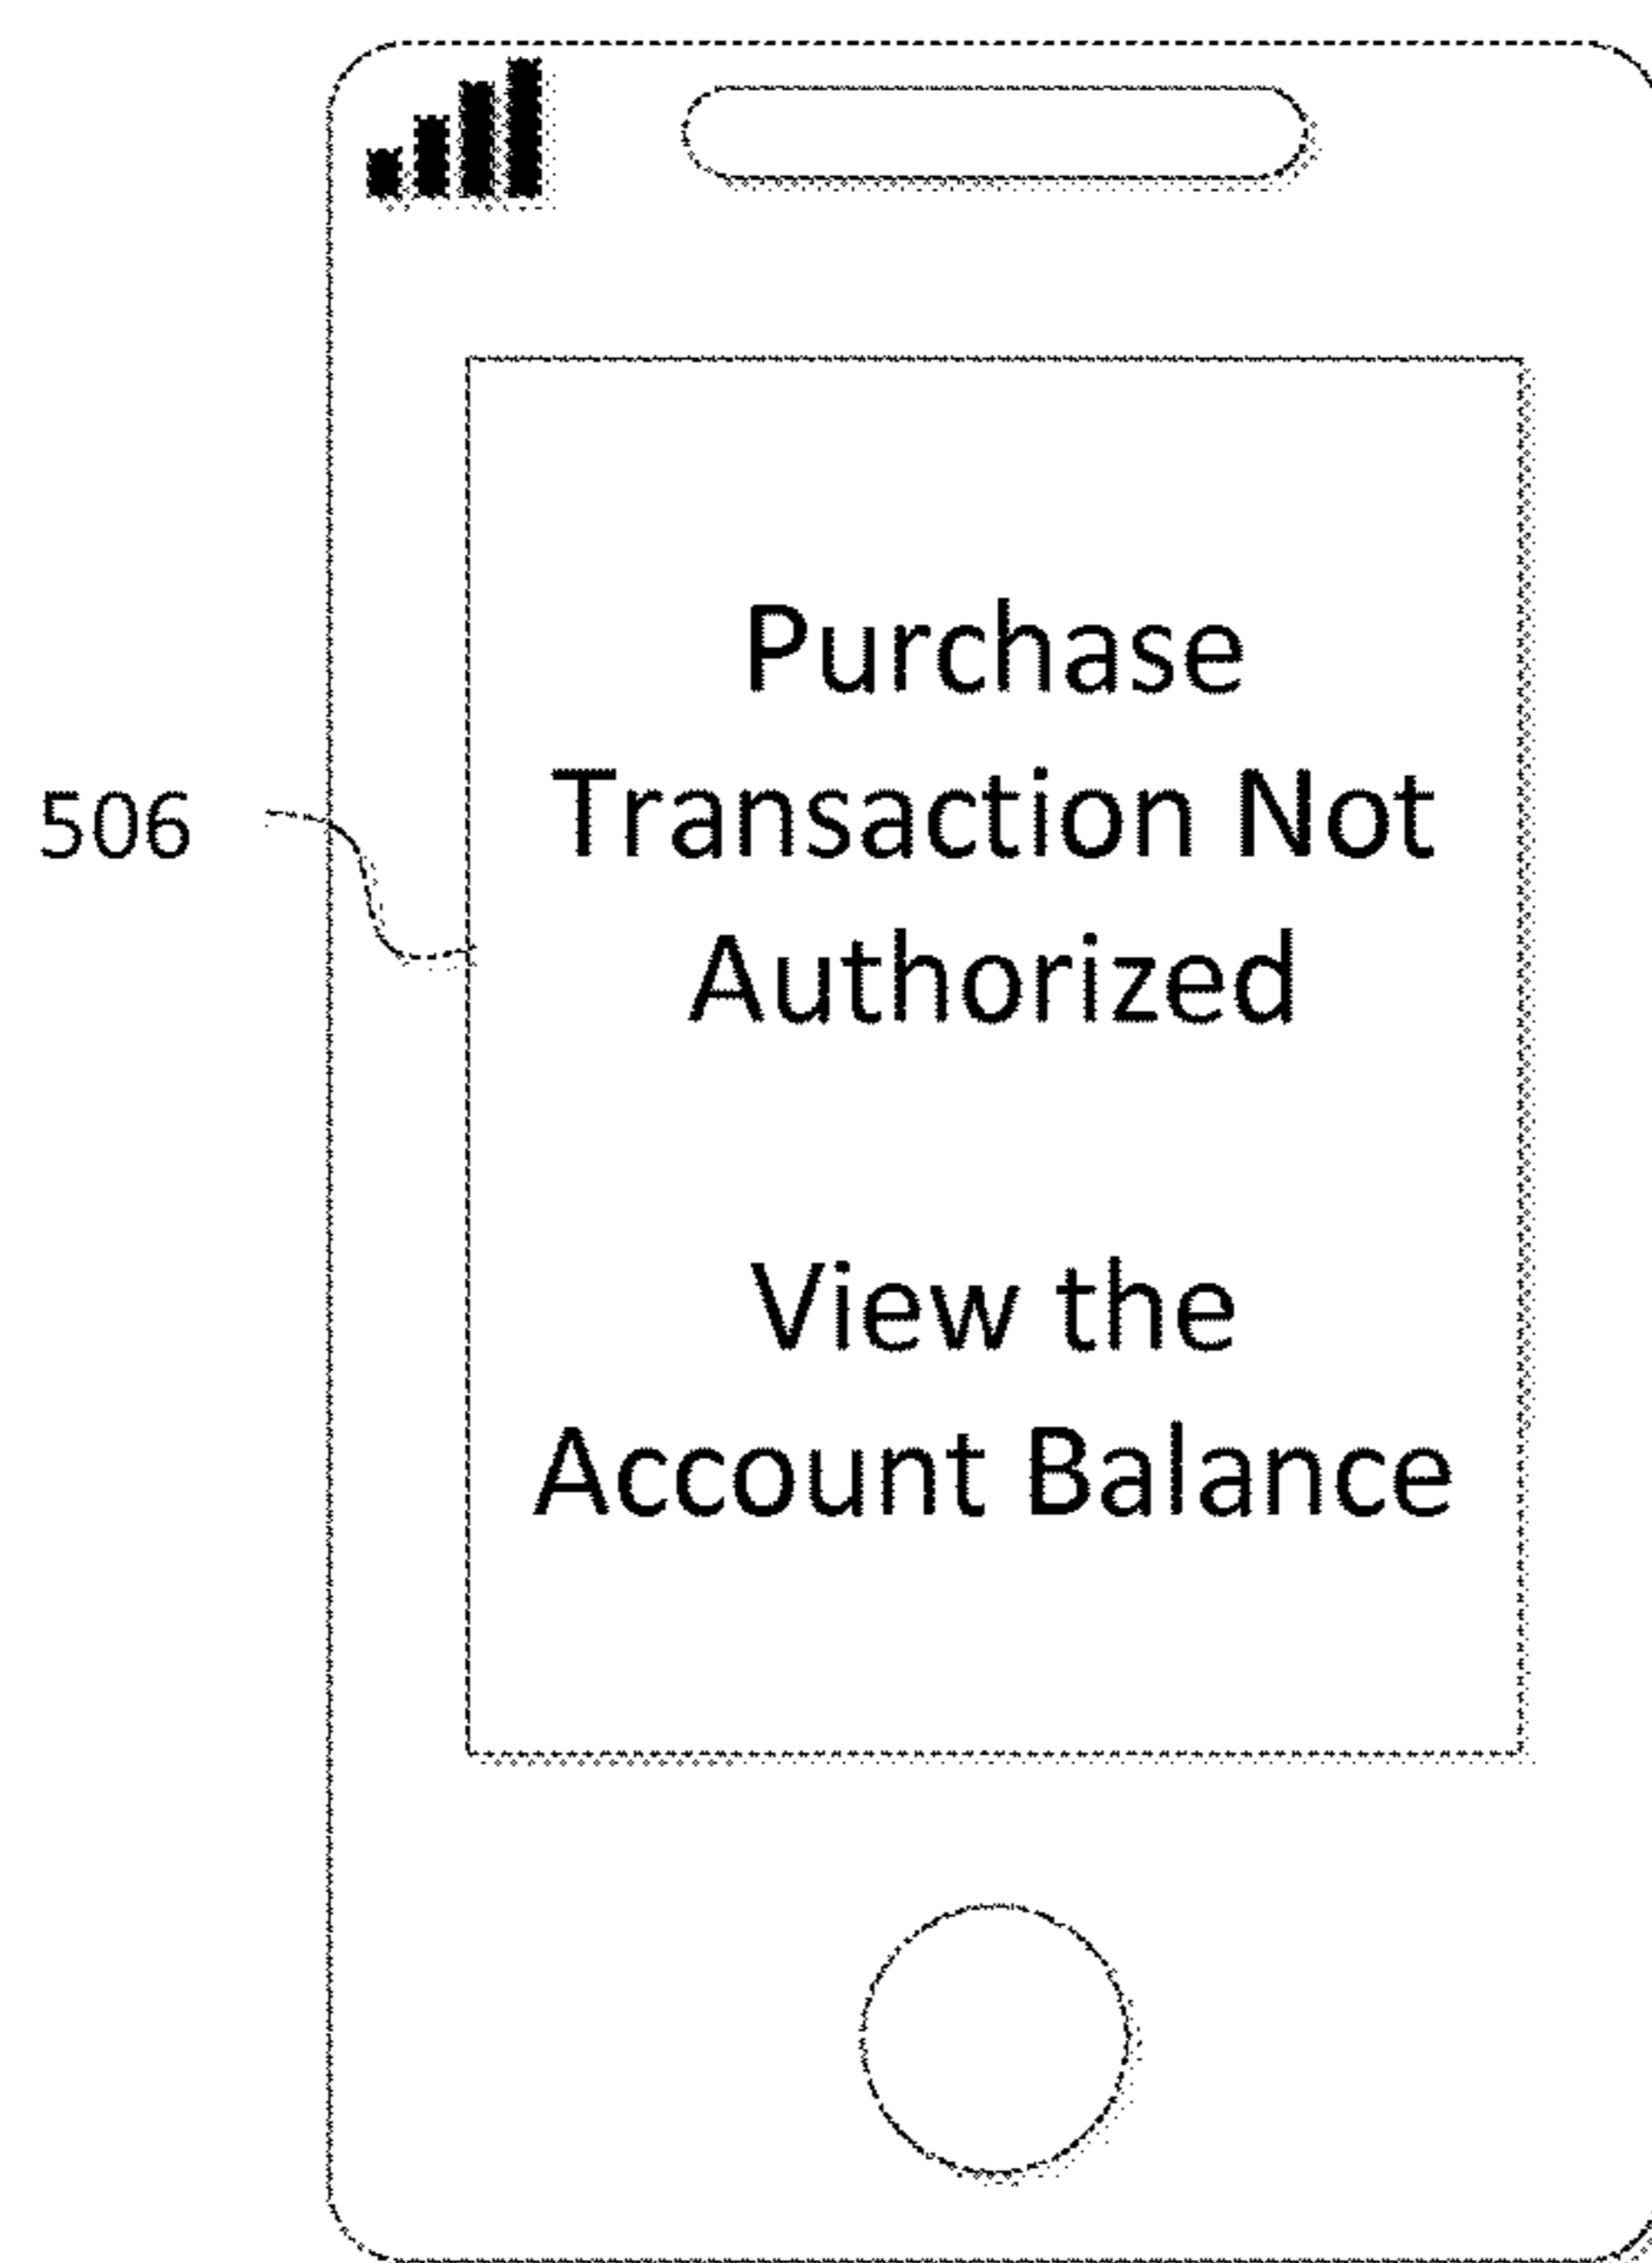 Purchase
Transaction Not
506
Authorized
View the
Account Balance